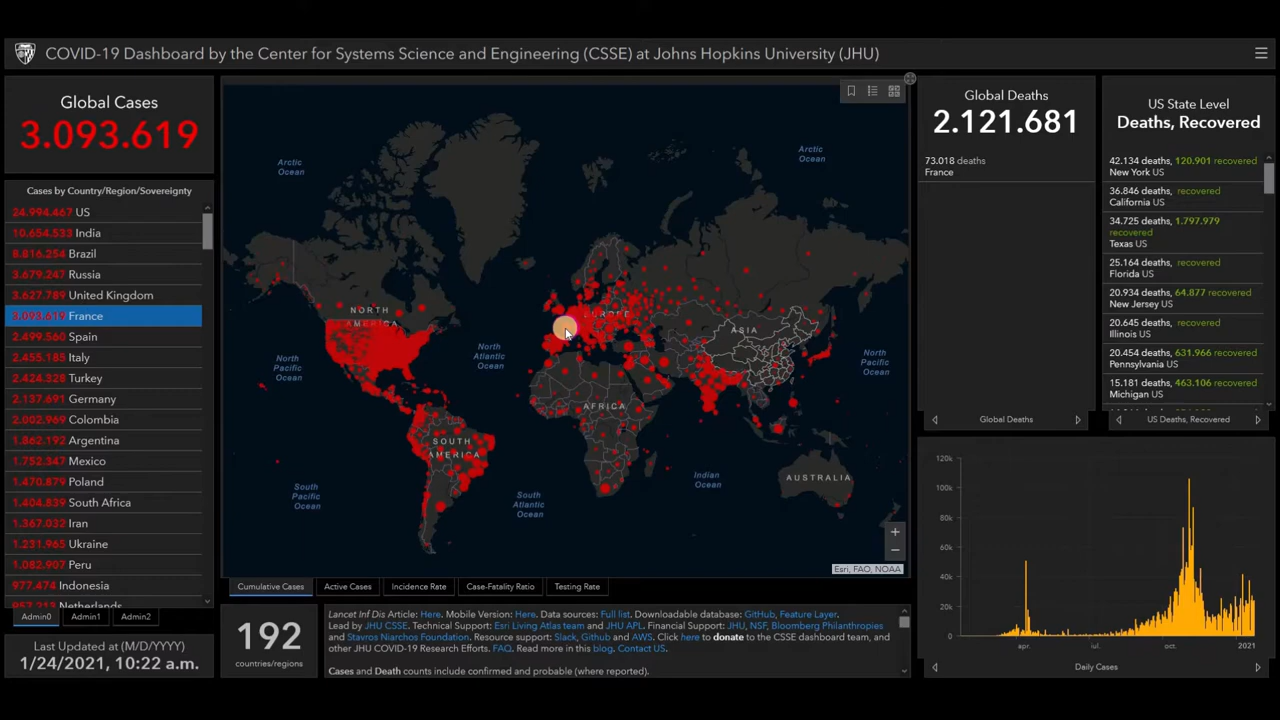 COVID-19 Dashboard by the Center for Systems Science and Engineering (CSSE) at Johns Hopkins University (JHU)
Global Cases
3.093.619
Cases by Country/Region/Sovereignty
24.994.467 US
10.654.533 India
8.816.254 Brazil
3.679.247 Russia
3.627.789 United Kingdom
3.093.619 France
2.499.560 Spain
2.455.185 Italy
2.424.328 Turkey
2.137.691 Germany
2.002.969 Colombia
1.862.192 Argentina
1.752.347 Mexico
1.470.879 Poland
1.404.839 South Africa
1.367.032 Iran
1.231.965 Ukraine
1.082.907 Peru
977.474 Indonesia
Netherlands
Admin0
Admin1
Admin2
Last Updated at (M/D/YYYY)
1/24/2021, 10:22 a.m.
Arctic
Ocean
Arctic
Ocean
NORTH
AMERICA
EUROPE
ASIA
North
Pacific
Ocean
North
Atlantic
Ocean
North
Pacific
Ocean
AFRICA
SOUTH
AMERICA
Indian
Ocean
AUSTRALIA
South
Pacific
Ocean
South
Atlantic
Ocean
+
−
Esri, FAO, NOAA
Cumulative Cases
Active Cases
Incidence Rate
Case-Fatality Ratio
Testing Rate
192
countries/regions
Lancet Inf Dis Article: Here. Mobile Version: Here. Data sources: Full list. Downloadable database: GitHub, Feature Layer.
Lead by JHU CSSE. Technical Support: Esri Living Atlas team and JHU APL. Financial Support: JHU, NSF, Bloomberg Philanthropies
and Stavros Niarchos Foundation. Resource support: Slack, Github and AWS. Click here to donate to the CSSE dashboard team, and
other JHU COVID-19 Research Efforts. FAQ. Read more in this blog. Contact US.
Cases and Death counts include confirmed and probable (where reported).
Global Deaths
2.121.681
73.018 deaths
France
Global Deaths
US State Level
Deaths, Recovered
42.134 deaths, 120.901 recovered
New York US
36.846 deaths, recovered
California US
34.725 deaths, 1.797.979
recovered
Texas US
25.164 deaths, recovered
Florida US
20.934 deaths, 64.877 recovered
New Jersey US
20.645 deaths, recovered
Illinois US
20.454 deaths, 631.966 recovered
Pennsylvania US
15.181 deaths, 463.106 recovered
Michigan US
US Deaths, Recovered
120k
100k
80k
60k
40k
20k
0
apr.
iul.
oct.
2021
Daily Cases